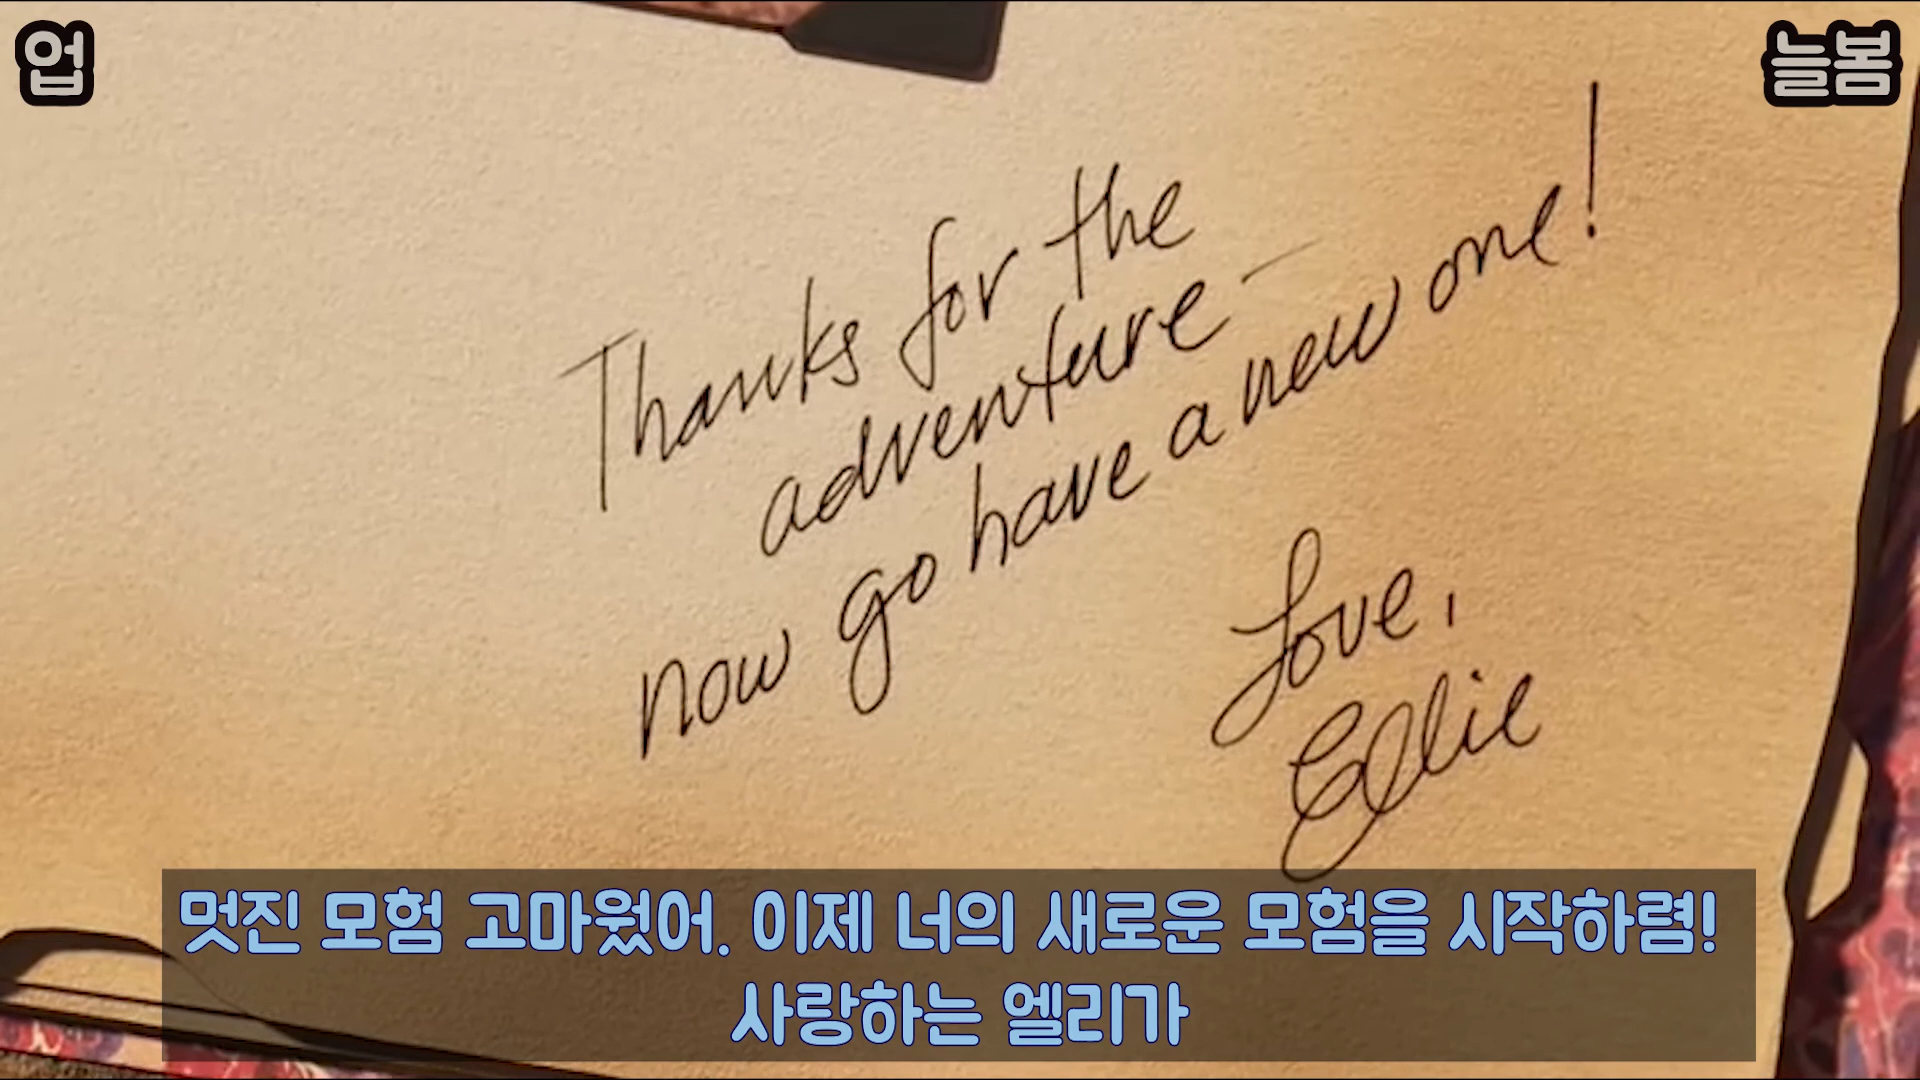 업
늘봄
Thanks for the
adventure —
now go have a new one!
Love,
Ellie
멋진 모험 고마웠어. 이제 너의 새로운 모험을 시작하렴!
사랑하는 엘리가